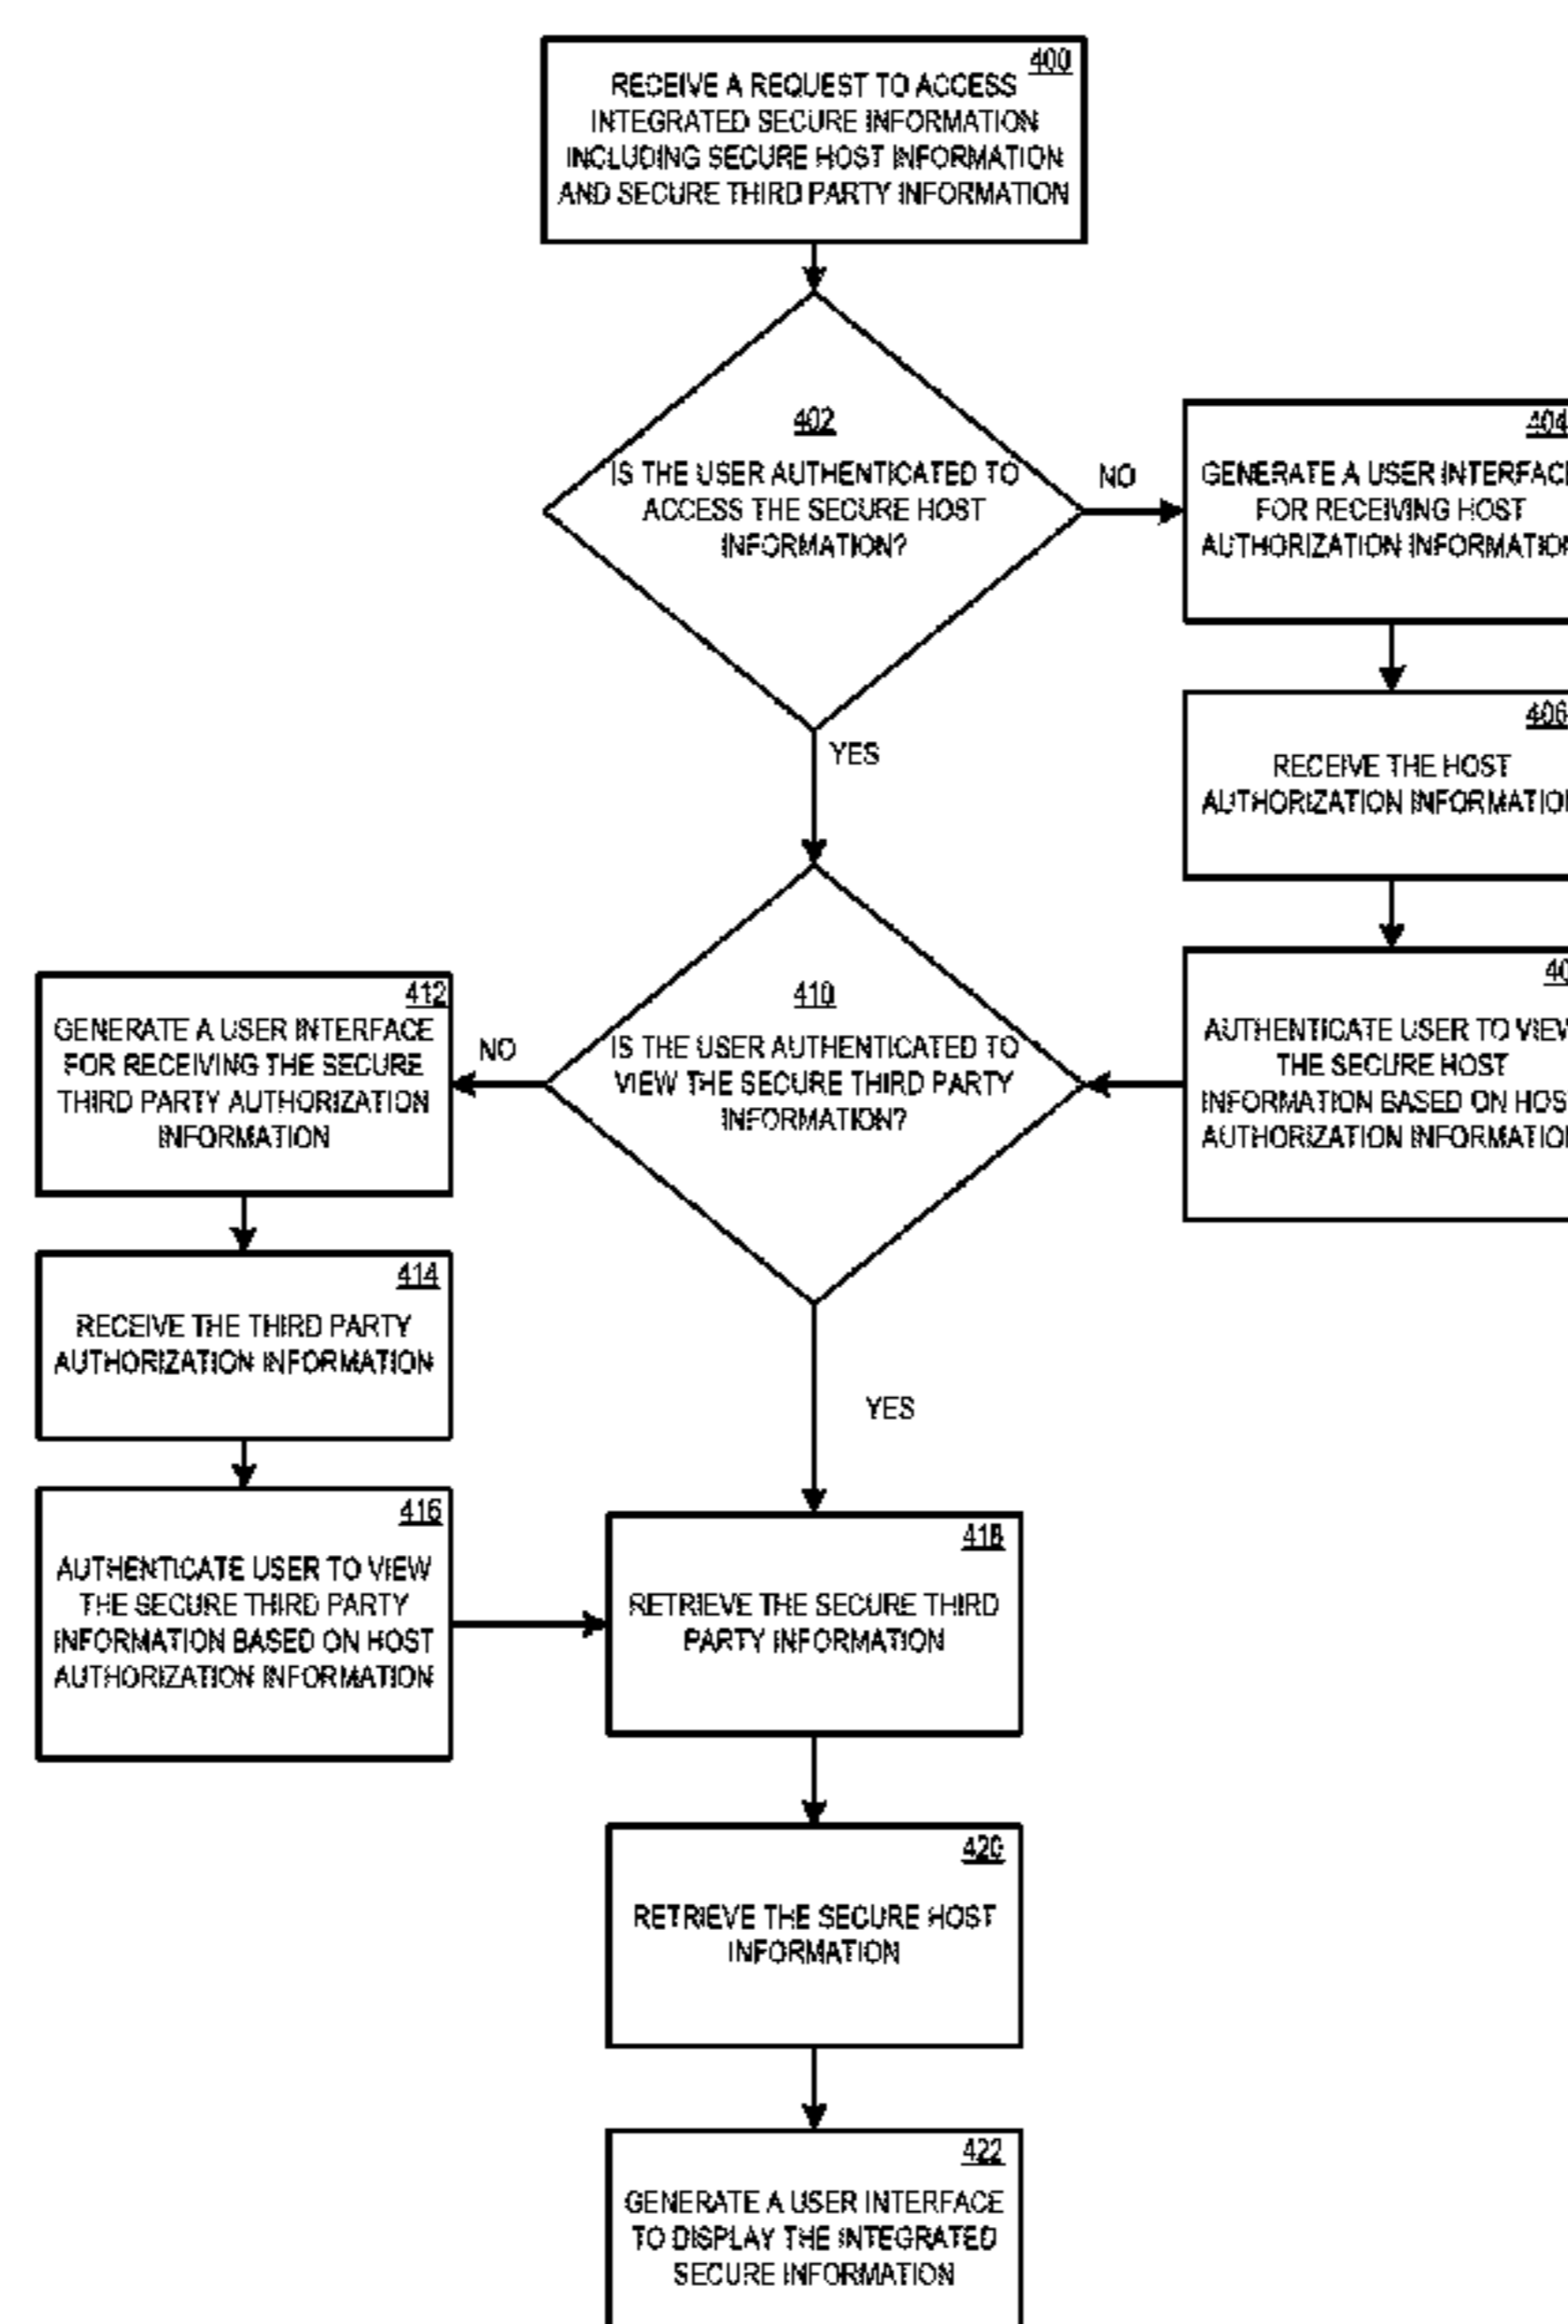 400
RECEIVE A REQUEST TO ACCESS
INTEGRATED SECURE INFORMATION
INCLUDING SECURE HOST INFORMATION
AND SECURE THIRD PARTY INFORMATION
402
IS THE USER AUTHENTICATED TO
ACCESS THE SECURE HOST
INFORMATION?
NO
404
GENERATE A USER INTERFACE
FOR RECEIVING HOST
AUTHORIZATION INFORMATION
406
RECEIVE THE HOST
AUTHORIZATION INFORMATION
YES
40
AUTHENTICATE USER TO VIEW
THE SECURE HOST
INFORMATION BASED ON HOST
AUTHORIZATION INFORMATION
410
IS THE USER AUTHENTICATED TO
VIEW THE SECURE THIRD PARTY
INFORMATION?
NO
412
GENERATE A USER INTERFACE
FOR RECEIVING THE SECURE
THIRD PARTY AUTHORIZATION
INFORMATION
414
RECEIVE THE THIRD PARTY
AUTHORIZATION INFORMATION
YES
416
AUTHENTICATE USER TO VIEW
THE SECURE THIRD PARTY
INFORMATION BASED ON HOST
AUTHORIZATION INFORMATION
418
RETRIEVE THE SECURE THIRD
PARTY INFORMATION
420
RETRIEVE THE SECURE HOST
INFORMATION
422
GENERATE A USER INTERFACE
TO DISPLAY THE INTEGRATED
SECURE INFORMATION